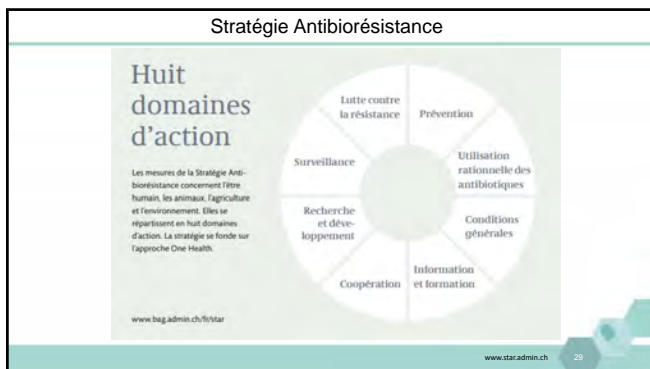 Stratégie Antibiorésistance
Huit
domaines
d’action
Les mesures de la Stratégie Anti-
biorésistance concernent l’être
humain, les animaux, l’agriculture
et l’environnement. Elles se
répartissent en huit domaines
d’action. La stratégie se fonde sur
l’approche One Health.
www.bag.admin.ch/fr/star
Lutte contre
la résistance
Prévention
Utilisation
rationnelle des
antibiotiques
Conditions
générales
Information
et formation
Coopération
Recherche
et déve-
loppement
Surveillance
www.star.admin.ch
29